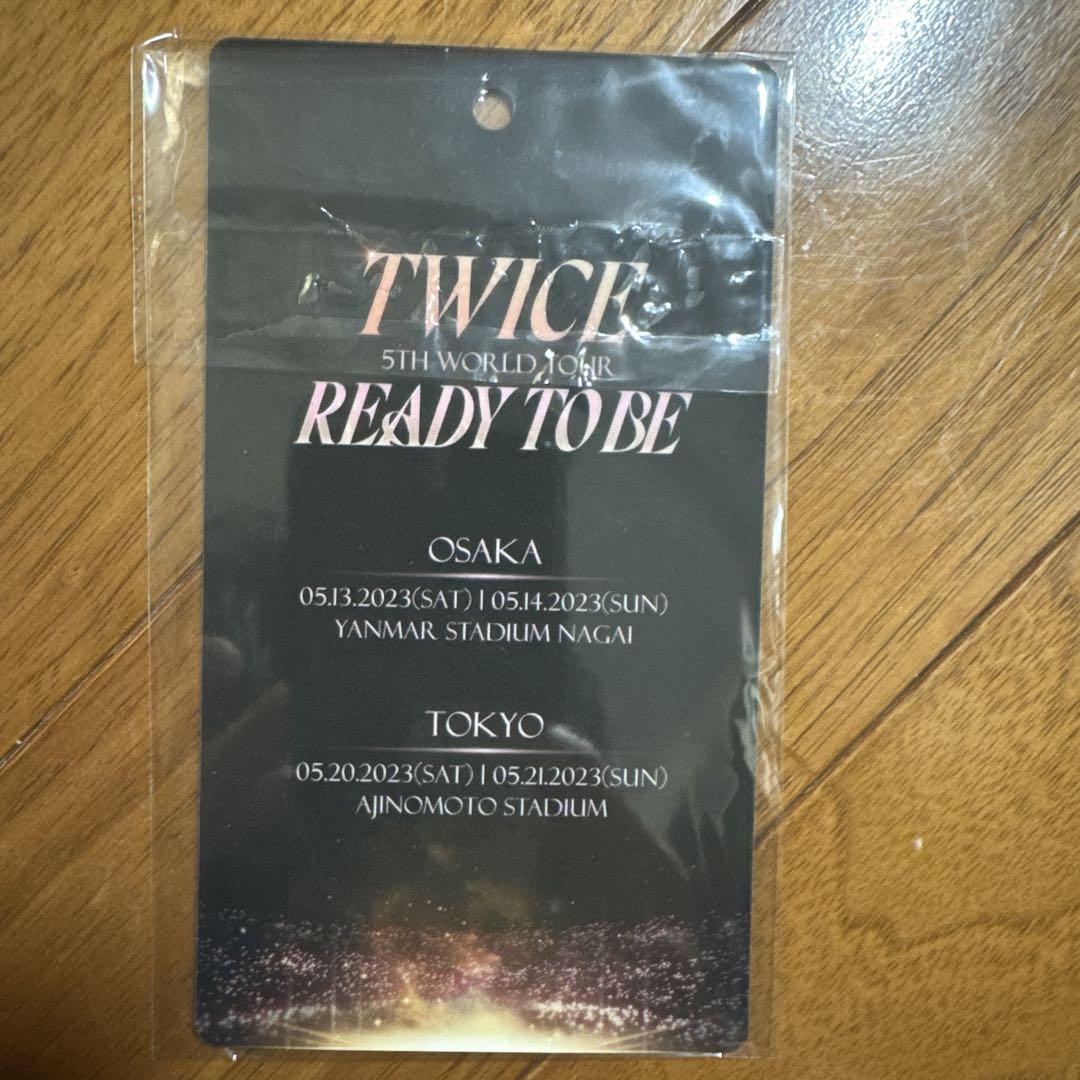 TWICE
5TH WORLD TOUR
READY TO BE
OSAKA
05.13.2023(SAT) | 05.14.2023(SUN)
YANMAR STADIUM NAGAI
TOKYO
05.20.2023(SAT) | 05.21.2023(SUN)
AJINOMOTO STADIUM